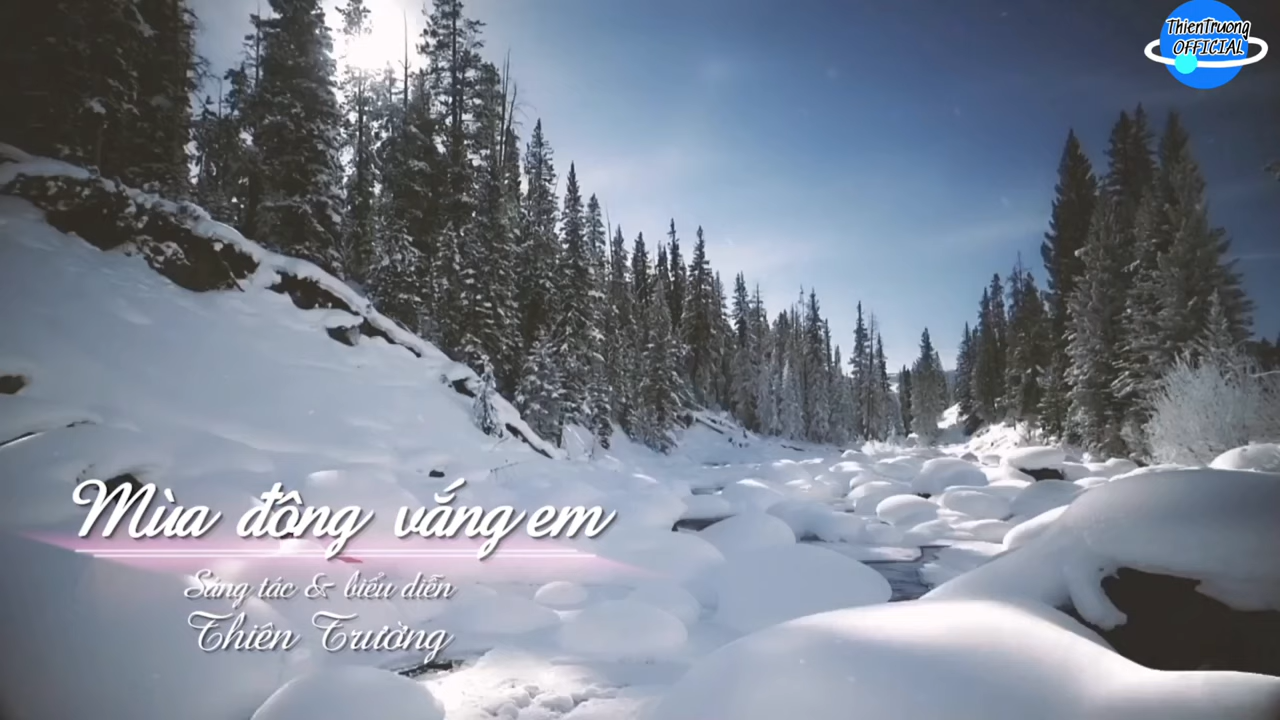 ThienTruong
OFFICIAL
Mùa đông vắng em
Sáng tác & biểu diễn
Thiên Trường